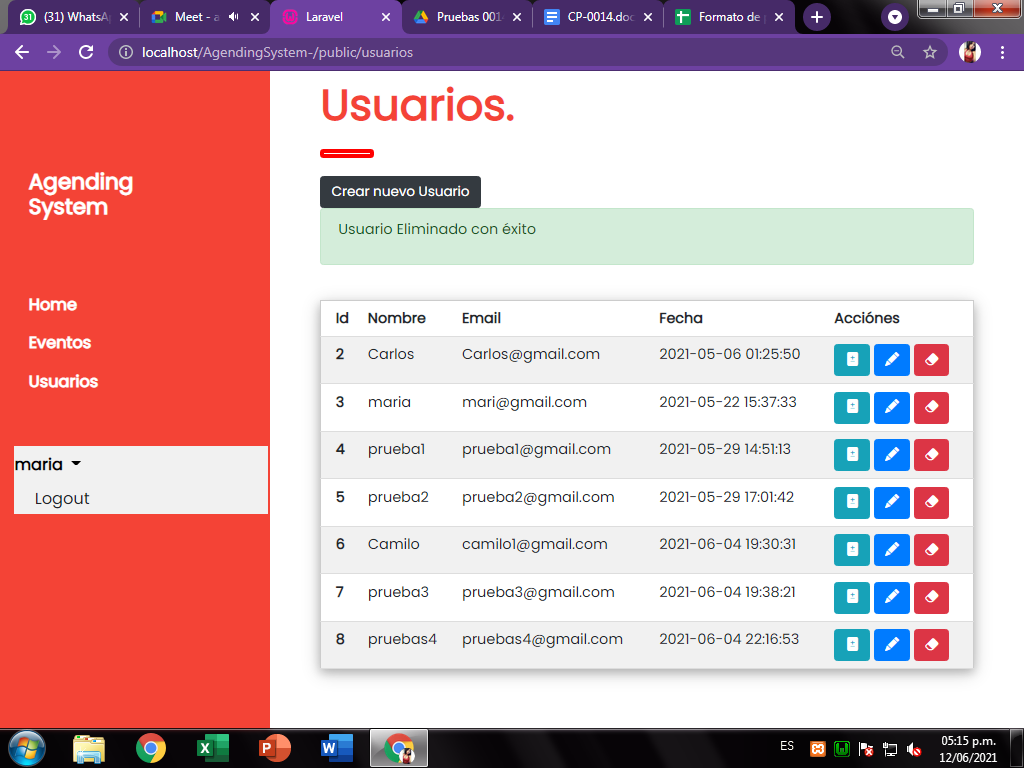 (31) WhatsA
Meet - a
Laravel
Pruebas 001
CP-0014.doc
Formato de
localhost/AgendingSystem-/public/usuarios
Usuarios.
Agending
System
Crear nuevo Usuario
Usuario Eliminado con éxito
Home
Eventos
Usuarios
maria
Logout
Id Nombre Email Fecha Acciónes
2 Carlos Carlos@gmail.com 2021-05-06 01:25:50
3 maria mari@gmail.com 2021-05-22 15:37:33
4 prueba1 prueba1@gmail.com 2021-05-29 14:51:13
5 prueba2 prueba2@gmail.com 2021-05-29 17:01:42
6 Camilo camilo1@gmail.com 2021-06-04 19:30:31
7 prueba3 prueba3@gmail.com 2021-06-04 19:38:21
8 pruebas4 pruebas4@gmail.com 2021-06-04 22:16:53
ES
05:15 p.m.
12/06/2021